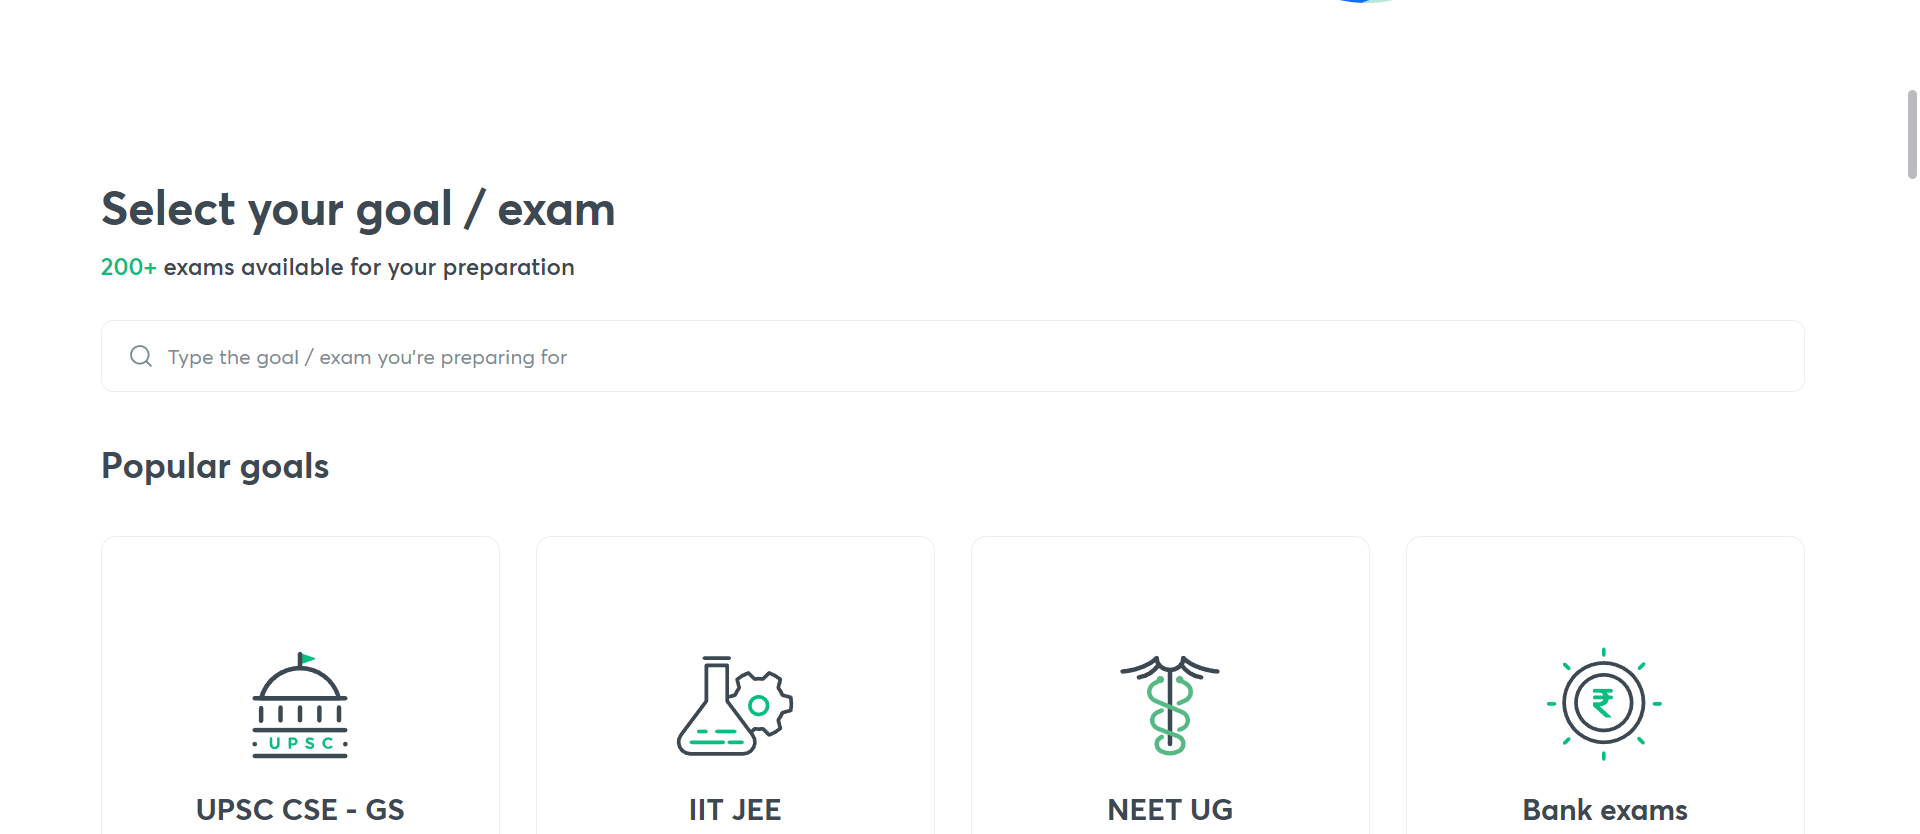 Select your goal / exam
200+ exams available for your preparation
Type the goal / exam you're preparing for
Popular goals
UPSC
UPSC CSE - GS
IIT JEE
NEET UG
₹
Bank exams